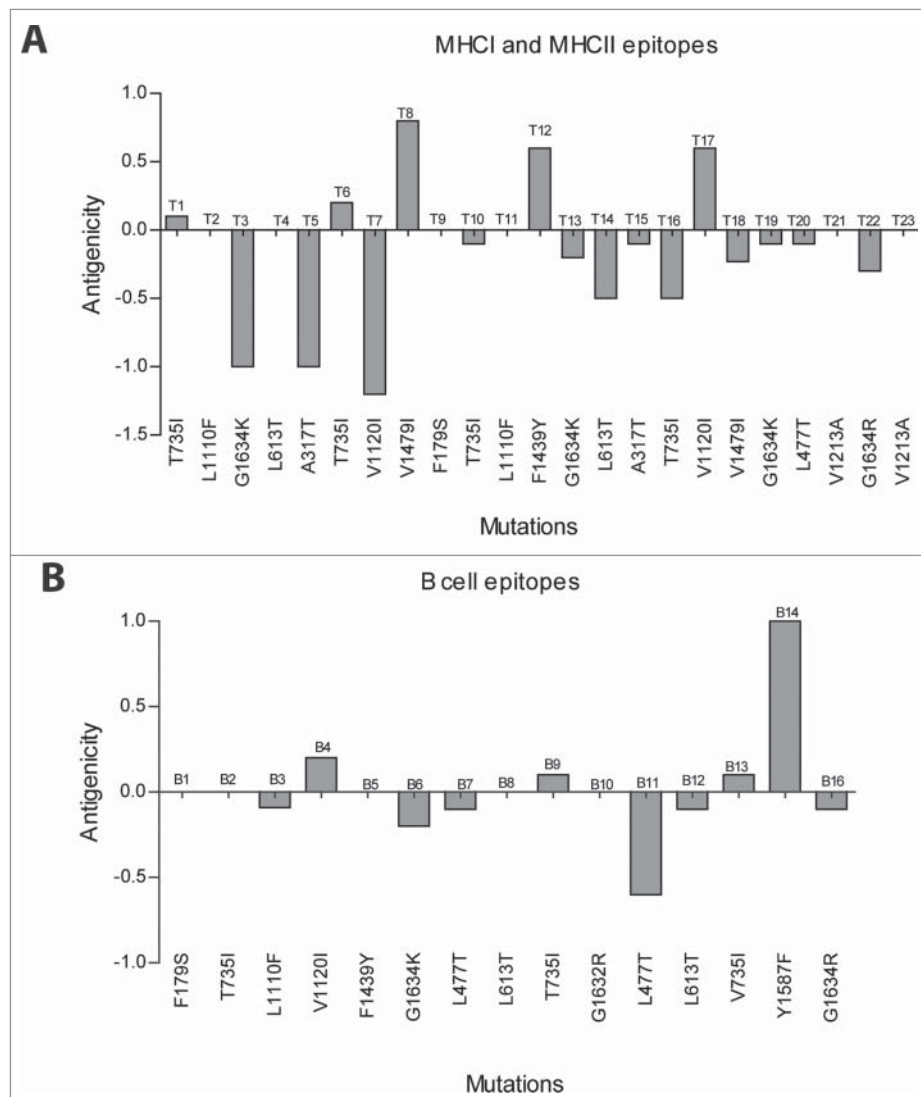 A
MHCI and MHCII epitopes
Antigenicity
1.0
0.5
0.0
-0.5
-1.0
-1.5
T1 T2 T3 T4 T5 T6 T7 T8 T9 T10 T11 T12 T13 T14 T15 T16 T17 T18 T19 T20 T21 T22 T23
T735I L1110F G1634K L613T A317T T735I V1120I V1479I F179S T735I L1110F F1439Y G1634K L613T A317T T735I V1120I V1479I G1634K L477T V1213A G1634R V1213A
Mutations
B
B cell epitopes
Antigenicity
1.0
0.5
0.0
-0.5
-1.0
B1 B2 B3 B4 B5 B6 B7 B8 B9 B10 B11 B12 B13 B14 B16
F179S T735I L1110F V1120I F1439Y G1634K L477T L613T T735I G1632R L477T L613T V735I Y1587F G1634R
Mutations